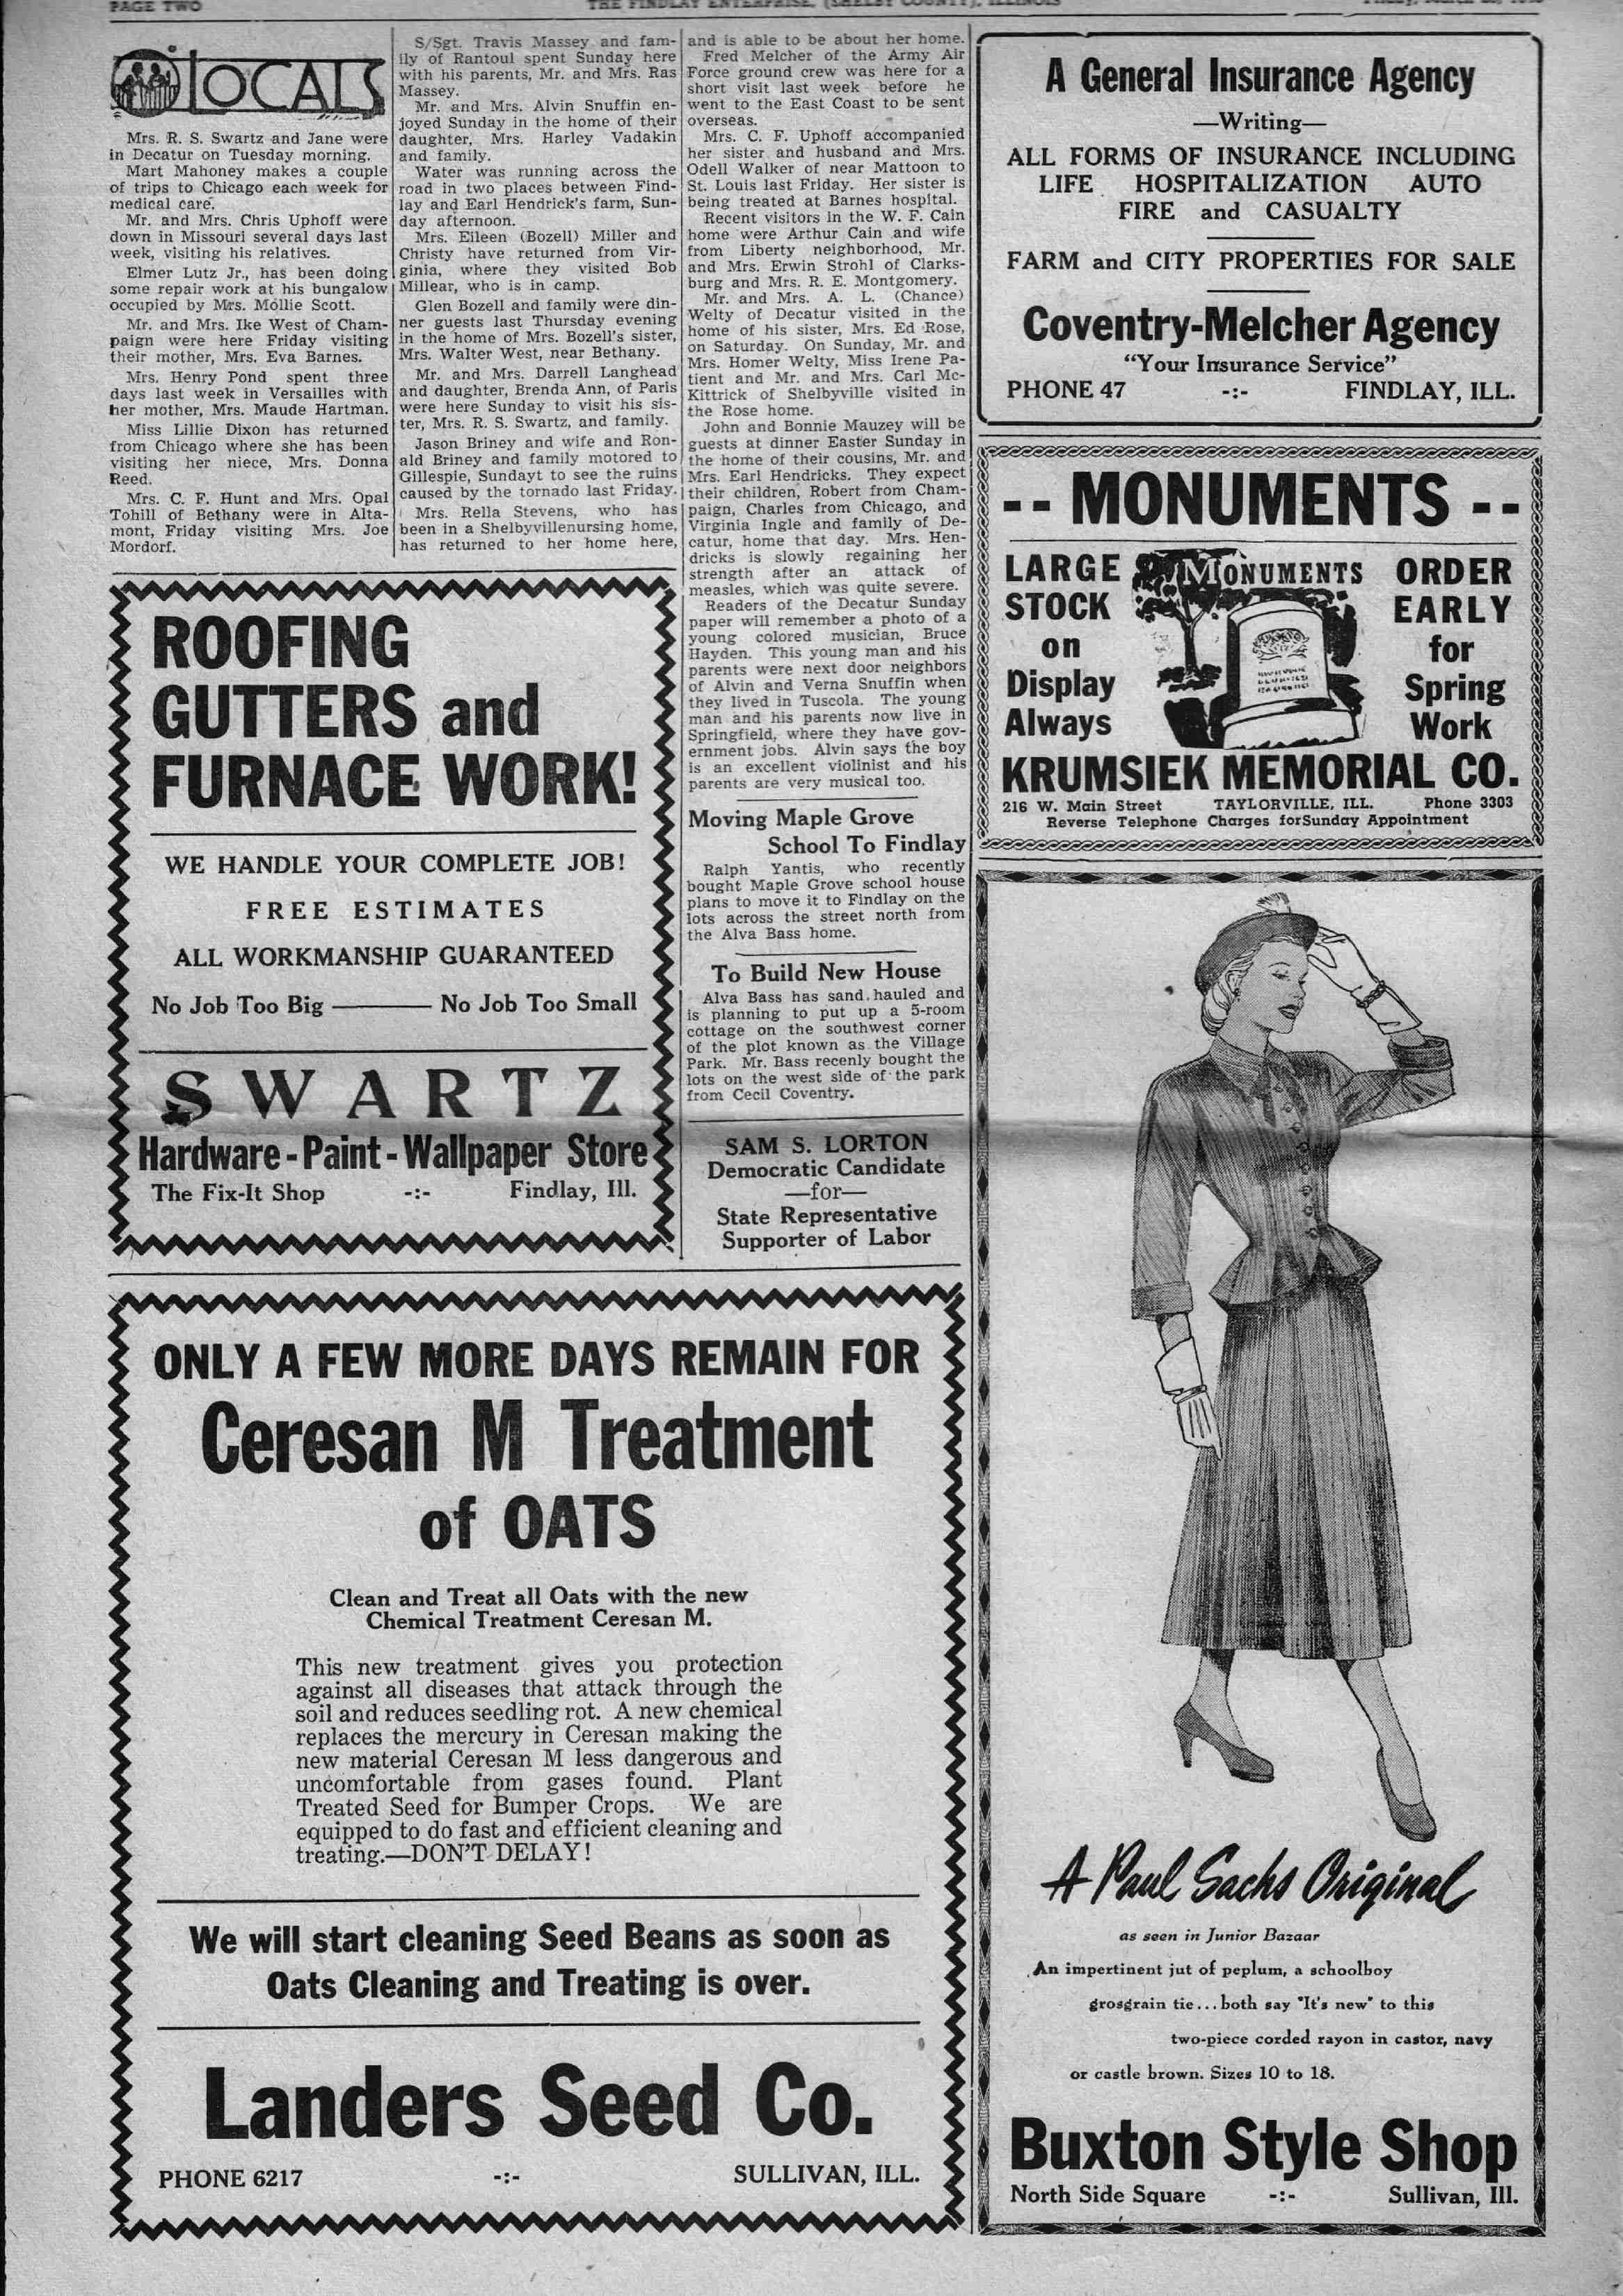 PAGE TWO
THE FINDLAY ENTERPRISE, (SHELBY COUNTY), ILLINOIS
LOCALS
Mrs. R. S. Swartz and Jane were
in Decatur on Tuesday morning.
Mart Mahoney makes a couple
of trips to Chicago each week for
medical care.
Mr. and Mrs. Chris Uphoff were
down in Missouri several days last
week, visiting his relatives.
Elmer Lutz Jr., has been doing
some repair work at his bungalow
occupied by Mrs. Mollie Scott.
Mr. and Mrs. Ike West of Cham-
paign were here Friday visiting
their mother, Mrs. Eva Barnes.
Mrs. Henry Pond spent three
days last week in Versailles with
her mother, Mrs. Maude Hartman.
Miss Lillie Dixon has returned
from Chicago where she has been
visiting her niece, Mrs. Donna
Reed.
Mrs. C. F. Hunt and Mrs. Opal
Tohill of Bethany were in Alta-
mont, Friday visiting Mrs. Joe
Mordorf.
S/Sgt. Travis Massey and fam-
ily of Rantoul spent Sunday here
with his parents, Mr. and Mrs. Ras
Massey.
Mr. and Mrs. Alvin Snuffin en-
joyed Sunday in the home of their
daughter, Mrs. Harley Vadakin
and family.
Water was running across the
road in two places between Find-
lay and Earl Hendrick's farm, Sun-
day afternoon.
Mrs. Eileen (Bozell) Miller and
Christy have returned from Vir-
ginia, where they visited Bob
Millear, who is in camp.
Glen Bozell and family were din-
ner guests last Thursday evening
in the home of Mrs. Bozell's sister,
Mrs. Walter West, near Bethany.
Mr. and Mrs. Darrell Langhead
and daughter, Brenda Ann, of Paris
were here Sunday to visit his sis-
ter, Mrs. R. S. Swartz, and family.
Jason Briney and wife and Ron-
ald Briney and family motored to
Gillespie, Sundayt to see the ruins
caused by the tornado last Friday.
Mrs. Rella Stevens, who has
been in a Shelbyvillenursing home,
has returned to her home here,
and is able to be about her home.
Fred Melcher of the Army Air
Force ground crew was here for a
short visit last week before he
went to the East Coast to be sent
overseas.
Mrs. C. F. Uphoff accompanied
her sister and husband and Mrs.
Odell Walker of near Mattoon to
St. Louis last Friday. Her sister is
being treated at Barnes hospital.
Recent visitors in the W. F. Cain
home were Arthur Cain and wife
from Liberty neighborhood, Mr.
and Mrs. Erwin Strohl of Clarks-
burg and Mrs. R. E. Montgomery.
Mr. and Mrs. A. L. (Chance)
Welty of Decatur visited in the
home of his sister, Mrs. Ed Rose,
on Saturday. On Sunday, Mr. and
Mrs. Homer Welty, Miss Irene Pa-
tient and Mr. and Mrs. Carl Mc-
Kittrick of Shelbyville visited in
the Rose home.
John and Bonnie Mauzey will be
guests at dinner Easter Sunday in
the home of their cousins, Mr. and
Mrs. Earl Hendricks. They expect
their children, Robert from Cham-
paign, Charles from Chicago, and
Virginia Ingle and family of De-
catur, home that day. Mrs. Hen-
dricks is slowly regaining her
strength after an attack of
measles, which was quite severe.
Readers of the Decatur Sunday
paper will remember a photo of a
young colored musician, Bruce
Hayden. This young man and his
parents were next door neighbors
of Alvin and Verna Snuffin when
they lived in Tuscola. The young
man and his parents now live in
Springfield, where they have gov-
ernment jobs. Alvin says the boy
is an excellent violinist and his
parents are very musical too.
Moving Maple Grove
School To Findlay
Ralph Yantis, who recently
bought Maple Grove school house
plans to move it to Findlay on the
lots across the street north from
the Alva Bass home.
To Build New House
Alva Bass has sand hauled and
is planning to put up a 5-room
cottage on the southwest corner
of the plot known as the Village
Park. Mr. Bass recenly bought the
lots on the west side of the park
from Cecil Coventry.
SAM S. LORTON
Democratic Candidate
—for—
State Representative
Supporter of Labor
ROOFING
GUTTERS and
FURNACE WORK!
WE HANDLE YOUR COMPLETE JOB!
FREE ESTIMATES
ALL WORKMANSHIP GUARANTEED
No Job Too Big ——— No Job Too Small
SWARTZ
Hardware - Paint - Wallpaper Store
The Fix-It Shop -:- Findlay, Ill.
ONLY A FEW MORE DAYS REMAIN FOR
Ceresan M Treatment
of OATS
Clean and Treat all Oats with the new
Chemical Treatment Ceresan M.
This new treatment gives you protection
against all diseases that attack through the
soil and reduces seedling rot. A new chemical
replaces the mercury in Ceresan making the
new material Ceresan M less dangerous and
uncomfortable from gases found. Plant
Treated Seed for Bumper Crops. We are
equipped to do fast and efficient cleaning and
treating.—DON'T DELAY!
We will start cleaning Seed Beans as soon as
Oats Cleaning and Treating is over.
Landers Seed Co.
PHONE 6217 -:- SULLIVAN, ILL.
A General Insurance Agency
—Writing—
ALL FORMS OF INSURANCE INCLUDING
LIFE HOSPITALIZATION AUTO
FIRE and CASUALTY
FARM and CITY PROPERTIES FOR SALE
Coventry-Melcher Agency
"Your Insurance Service"
PHONE 47 -:- FINDLAY, ILL.
-- MONUMENTS --
LARGE
STOCK
on
Display
Always
MONUMENTS
ORDER
EARLY
for
Spring
Work
KRUMSIEK MEMORIAL CO.
216 W. Main Street TAYLORVILLE, ILL. Phone 3303
Reverse Telephone Charges forSunday Appointment
A Paul Sachs Original
as seen in Junior Bazaar
An impertinent jut of peplum, a schoolboy
grosgrain tie...both say "It's new" to this
two-piece corded rayon in castor, navy
or castle brown. Sizes 10 to 18.
Buxton Style Shop
North Side Square -:- Sullivan, Ill.